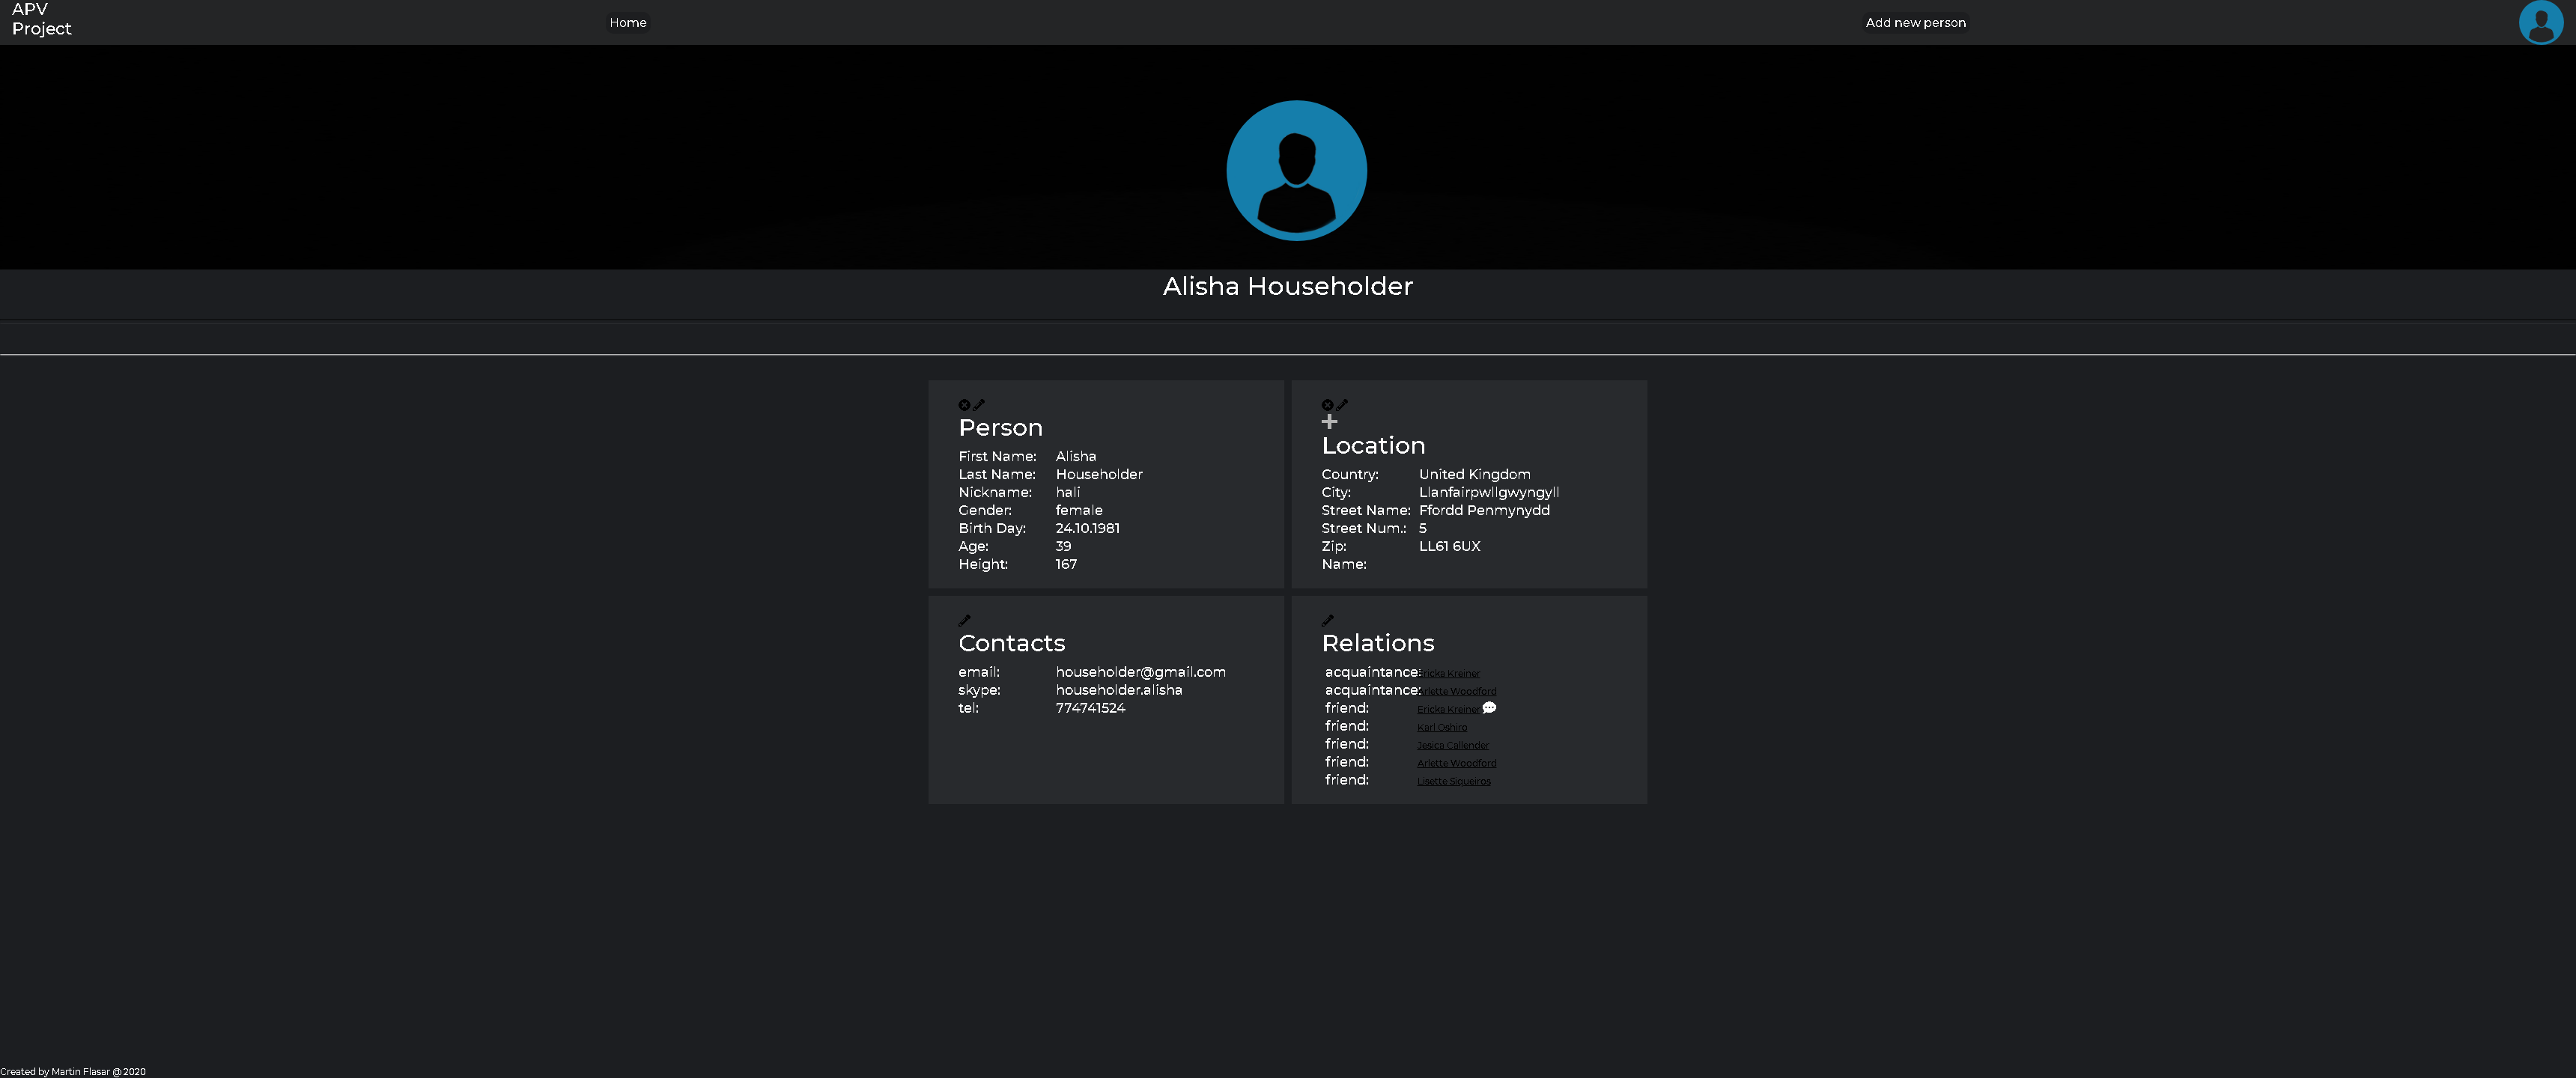 APV
Project
Home
Add new person
Alisha Householder
Person
First Name: Alisha
Last Name: Householder
Nickname: hali
Gender: female
Birth Day: 24.10.1981
Age: 39
Height: 167
Location
Country: United Kingdom
City: Llanfairpwllgwyngyll
Street Name: Ffordd Penmynydd
Street Num.: 5
Zip: LL61 6UX
Name:
Contacts
email: householder@gmail.com
skype: householder.alisha
tel: 774741524
Relations
acquaintance: Ericka Kreiner
acquaintance: Arlette Woodford
friend: Ericka Kreiner
friend: Karl Oshiro
friend: Jesica Callender
friend: Arlette Woodford
friend: Lisette Siqueiros
Created by Martin Flasar @ 2020